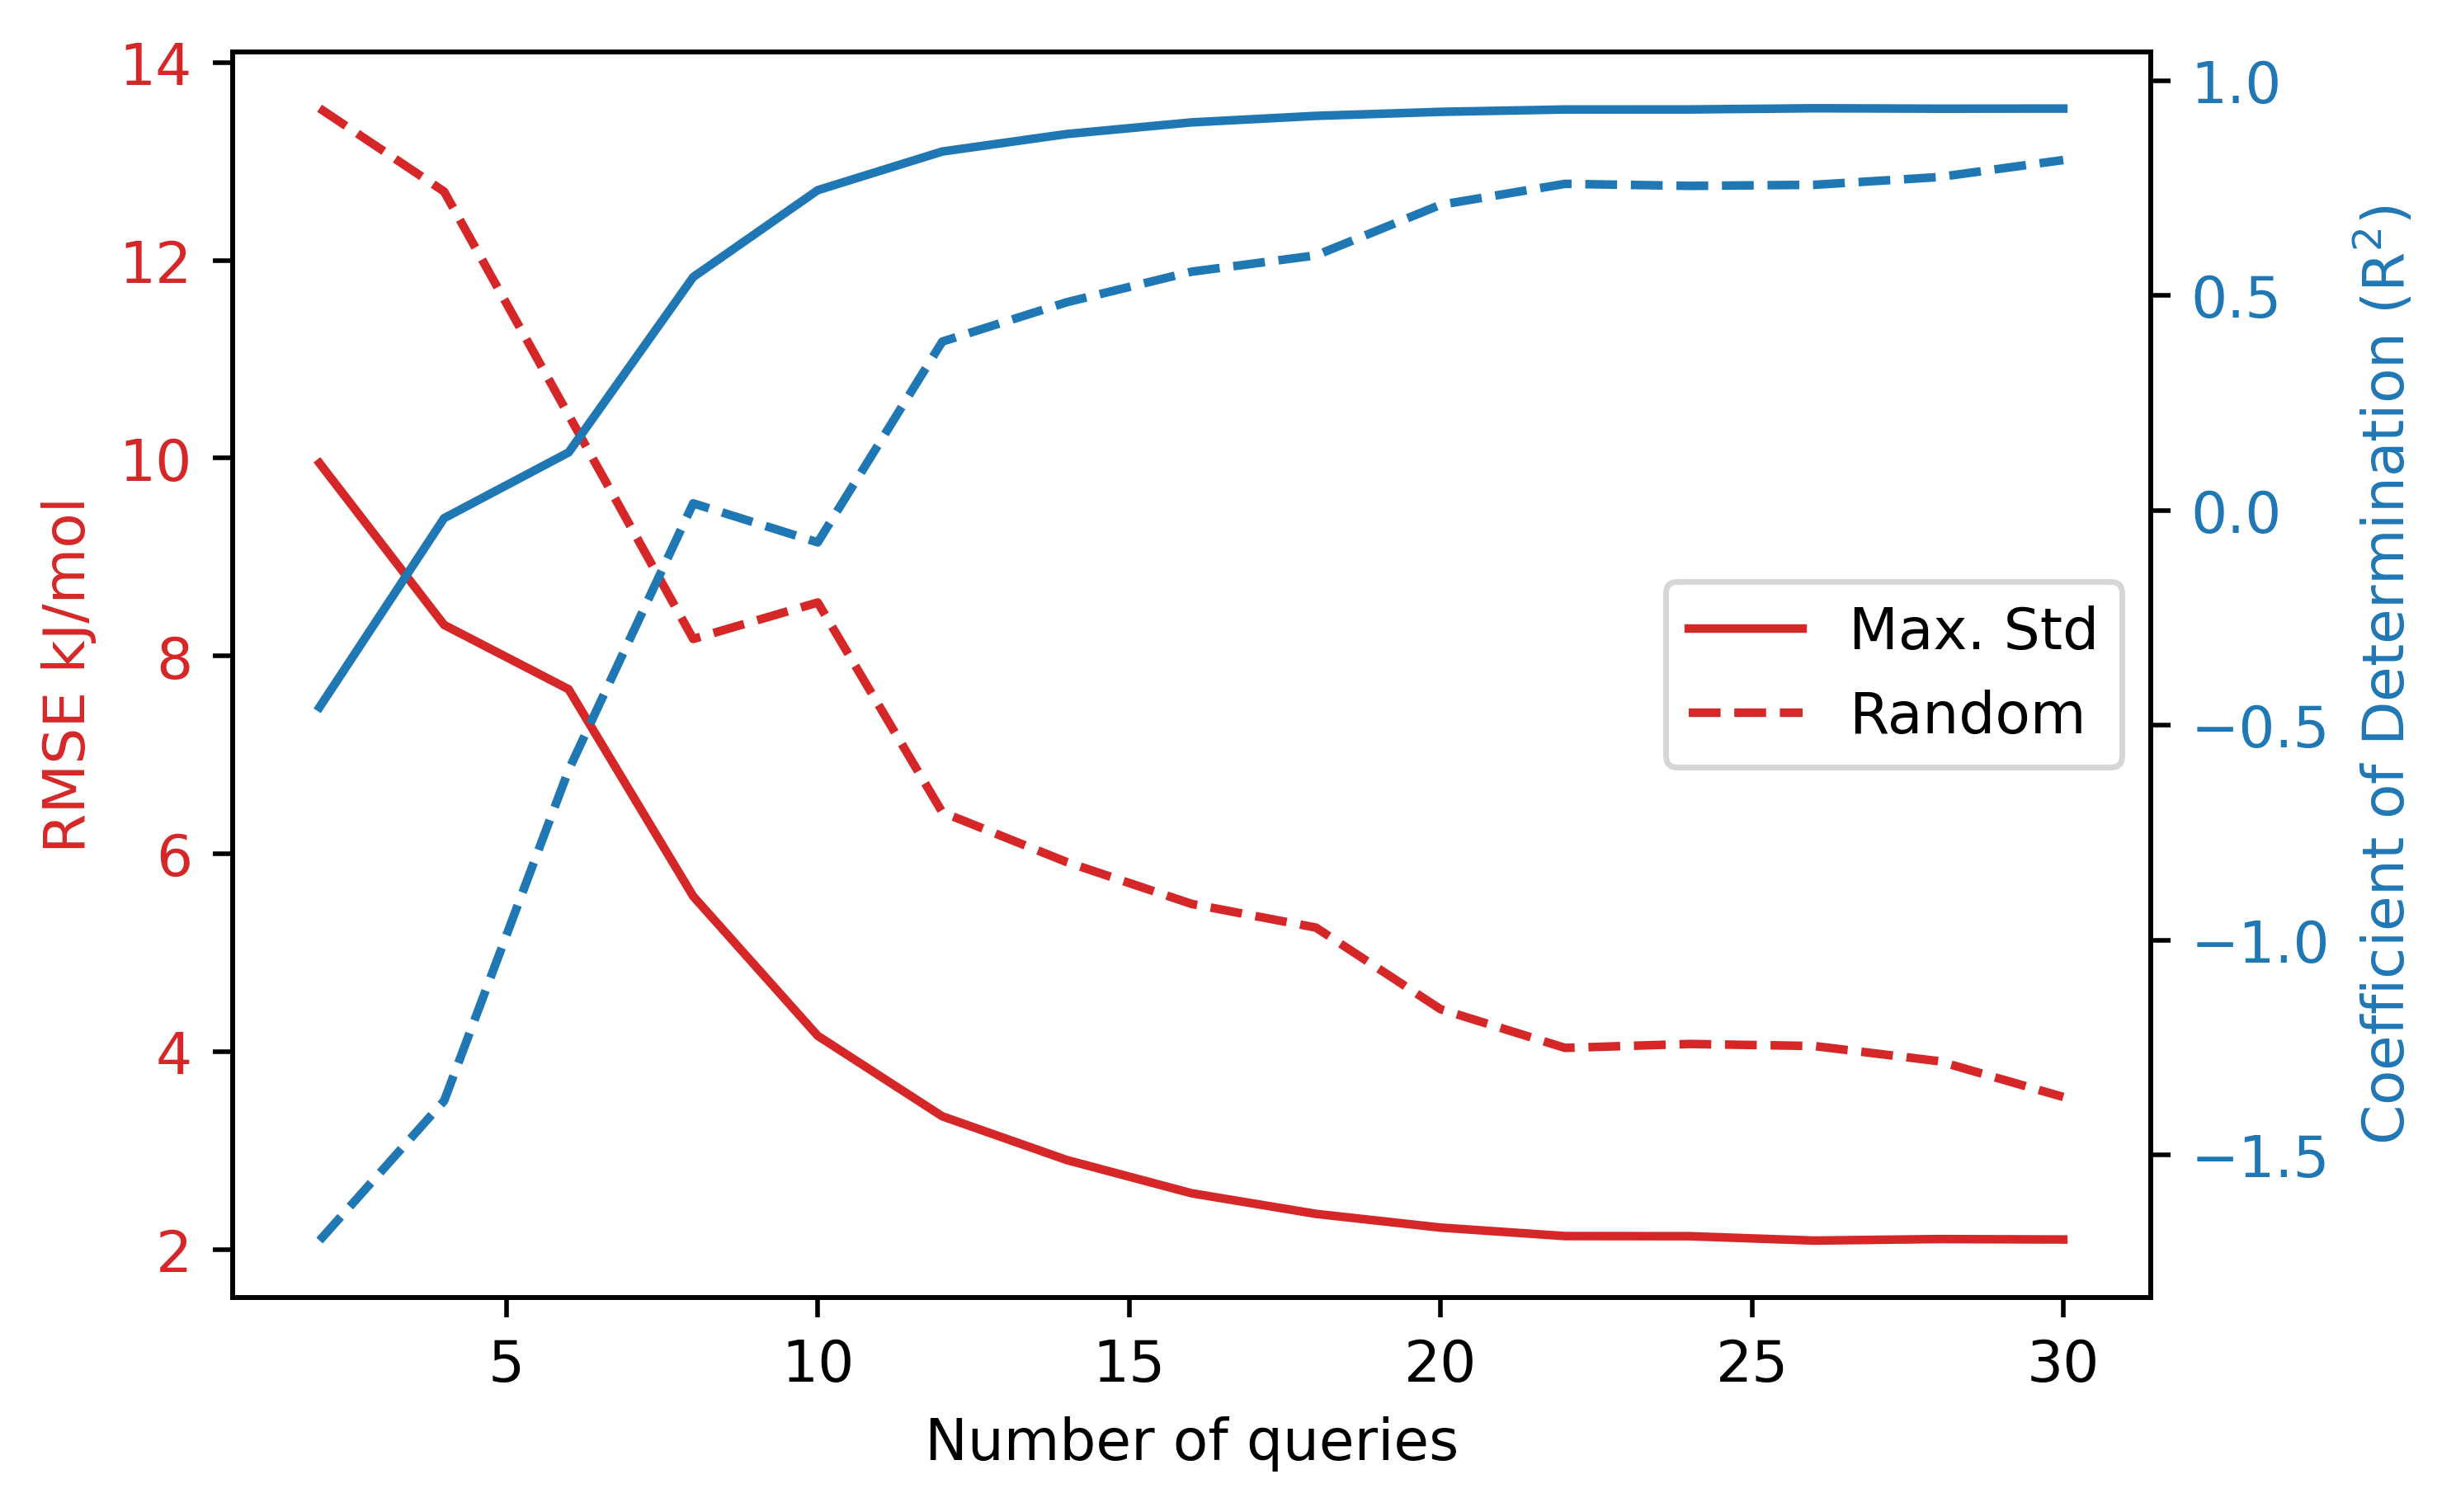 14
12
10
8
6
4
2
RMSE kJ/mol
1.0
0.5
0.0
−0.5
−1.0
−1.5
Coefficient of Determination (R²)
Max. Std
Random
5 10 15 20 25 30
Number of queries